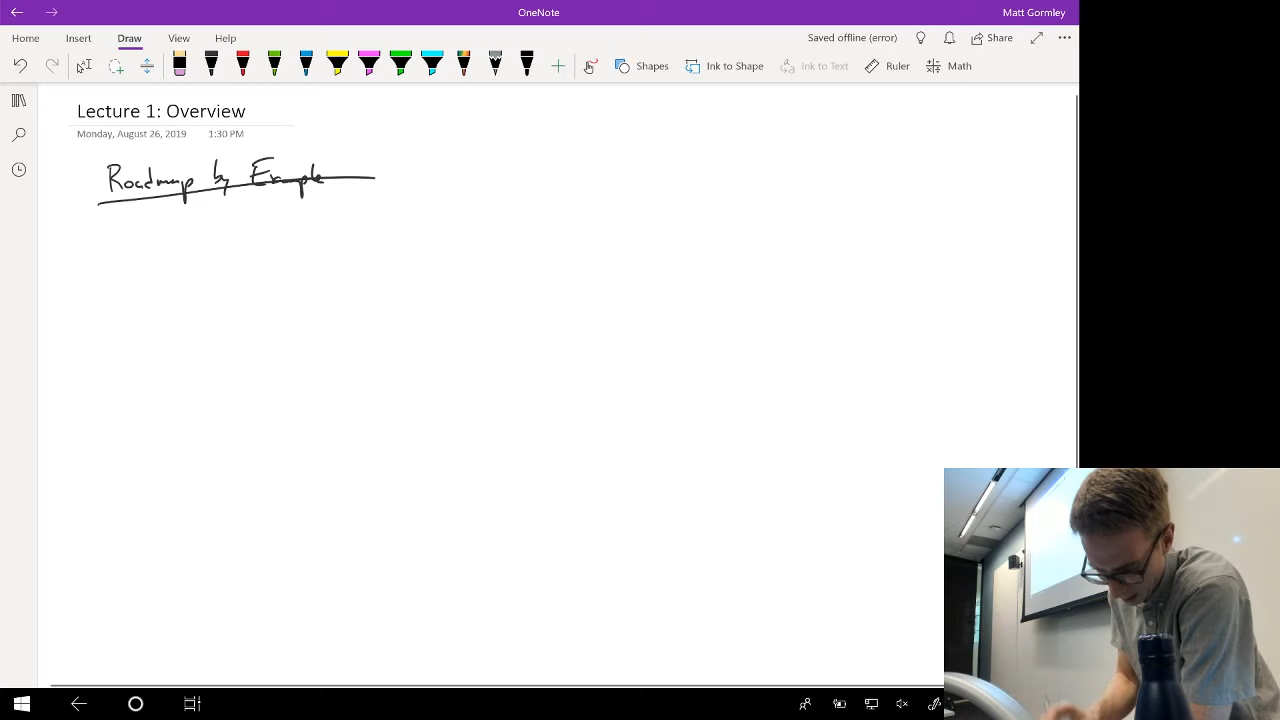 OneNote
Matt Gormley
Home Insert Draw View Help
Saved offline (error) Share
Shapes Ink to Shape Ink to Text Ruler Math
Lecture 1: Overview
Monday, August 26, 2019 1:30 PM
Roadmap by Example